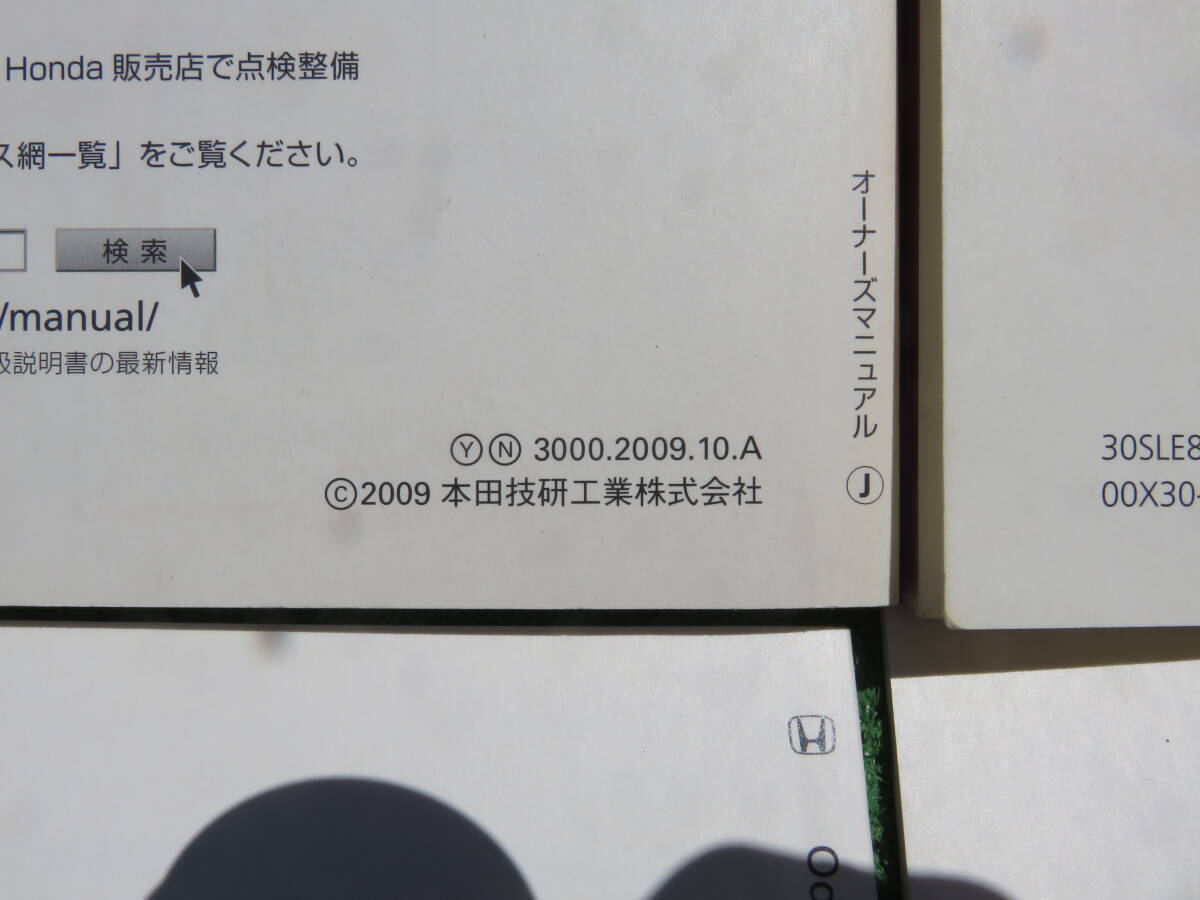 Honda 販売店で点検整備
ス網一覧」をご覧ください。
検索
/manual/
扱説明書の最新情報
Ⓨ Ⓝ 3000.2009.10.A
©2009 本田技研工業株式会社
オーナーズマニュアル Ⓙ
30SLE8
00X30-